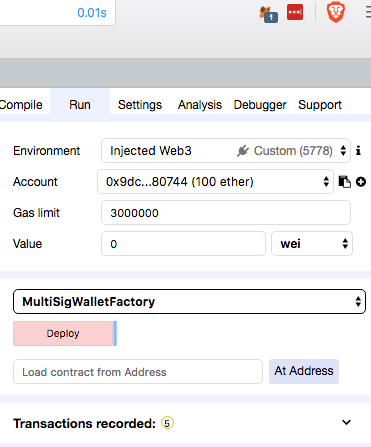 0.01s
1
Compile Run Settings Analysis Debugger Support
Environment Injected Web3 Custom (5778) i
Account 0x9dc...80744 (100 ether)
Gas limit 3000000
Value 0 wei
MultiSigWalletFactory
Deploy
Load contract from Address At Address
Transactions recorded: 5